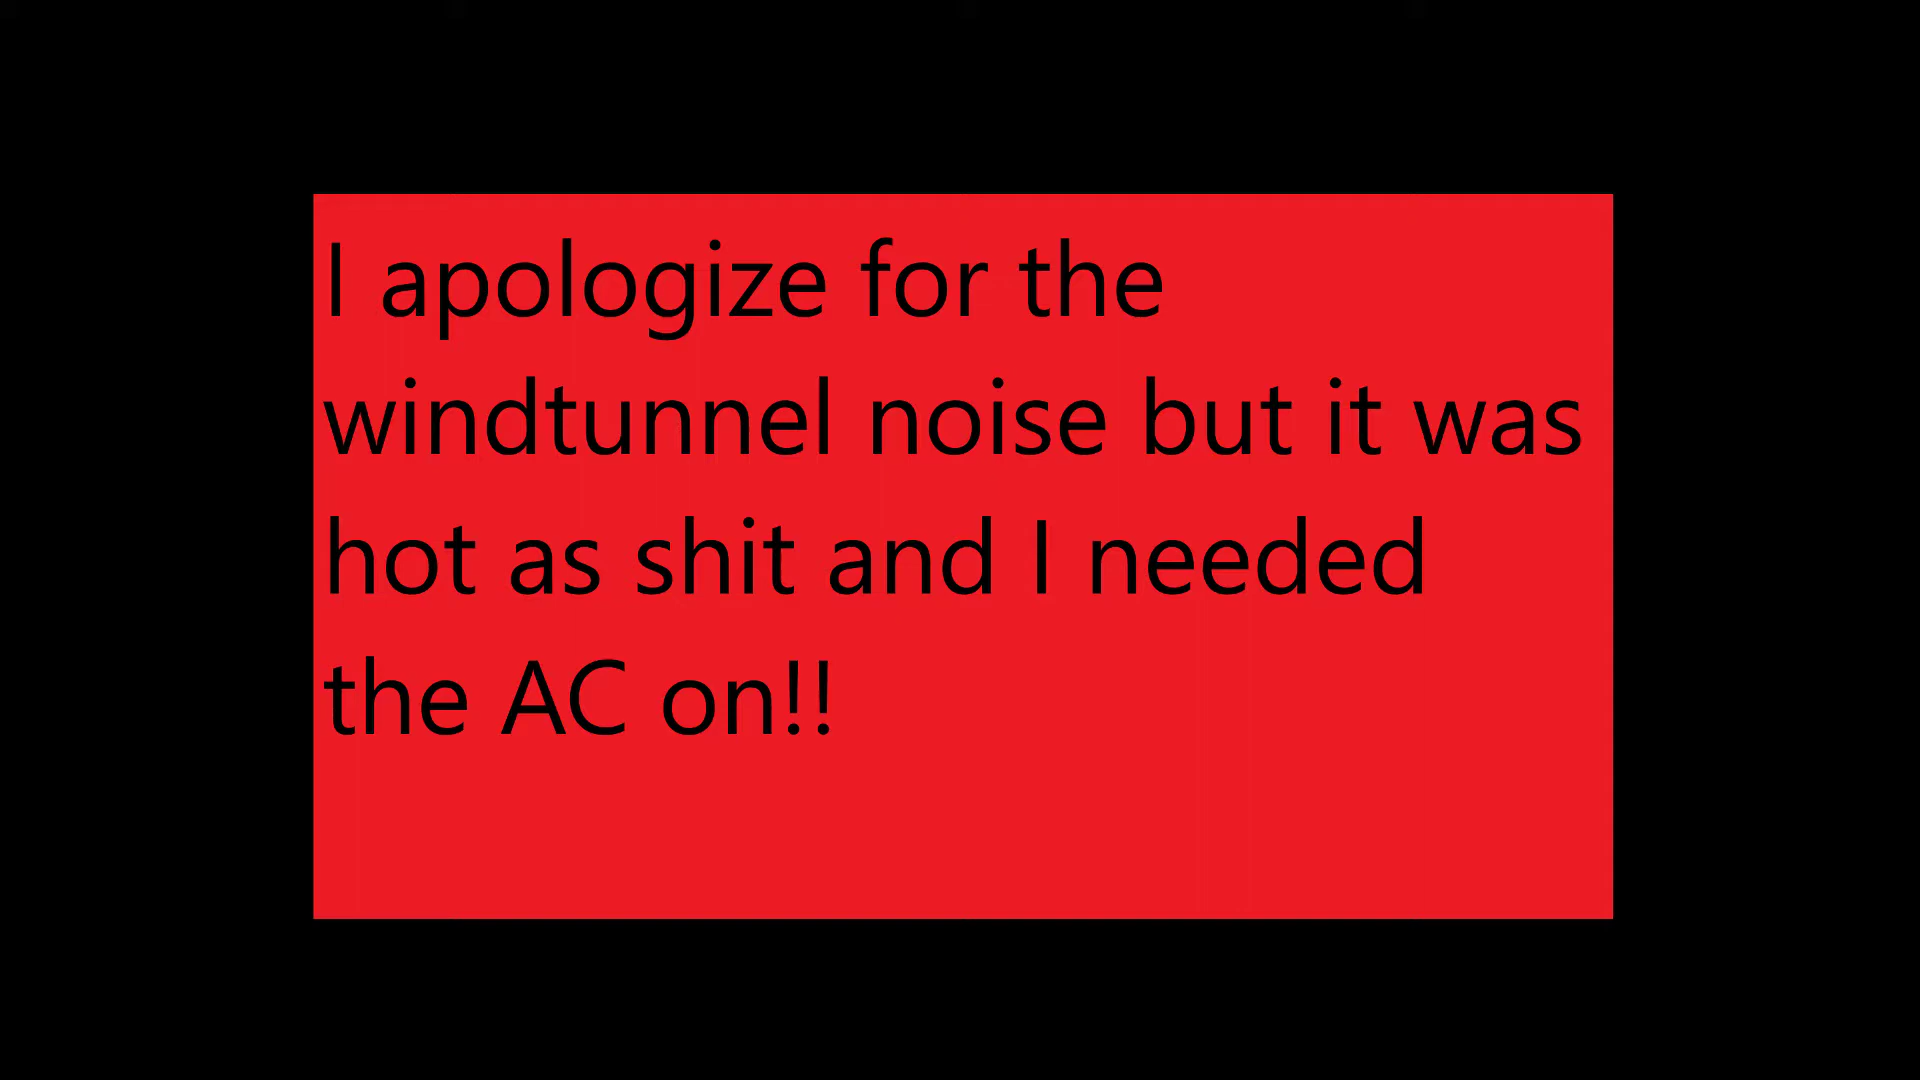 I apologize for the
windtunnel noise but it was
hot as shit and I needed
the AC on!!